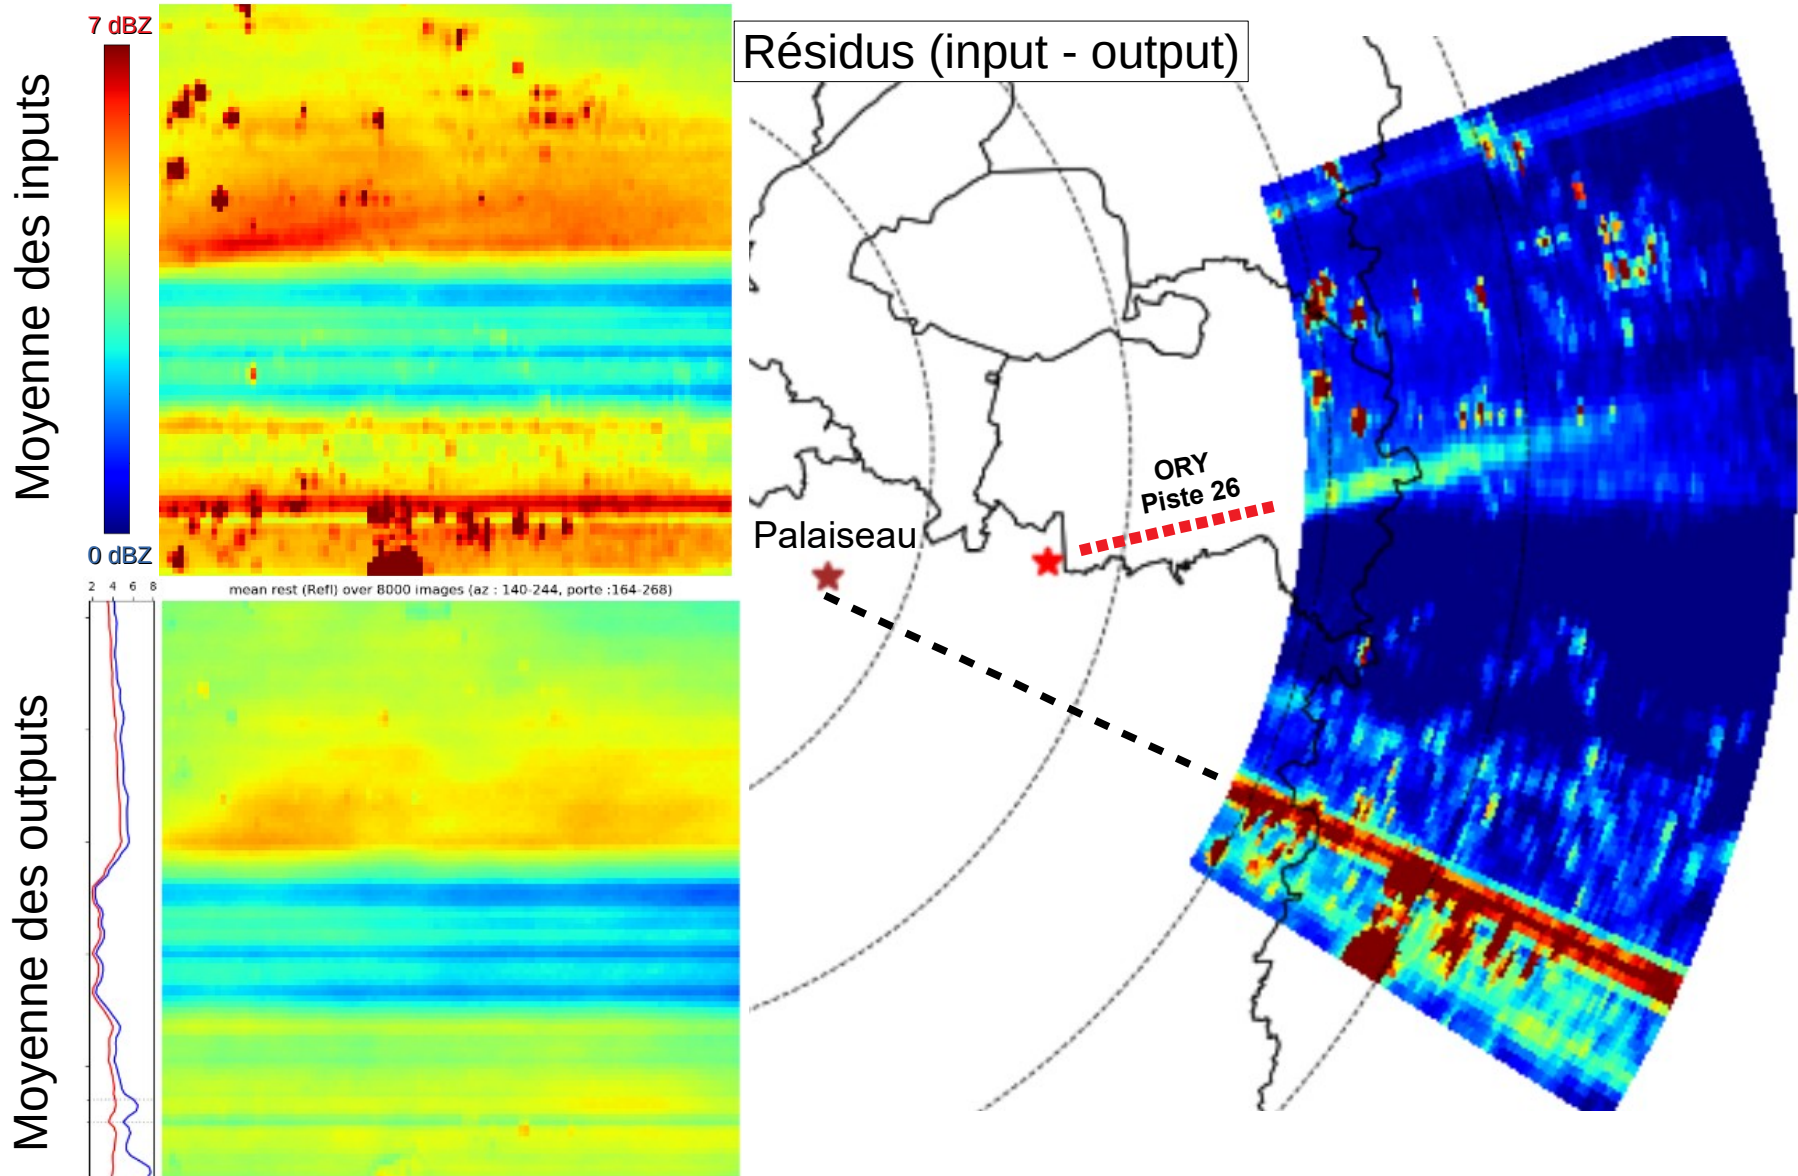 7 dBZ
Moyenne des inputs
0 dBZ
Résidus (input - output)
ORY
Piste 26
Palaiseau
2 4 6 8
mean rest (Refl) over 8000 images (az : 140-244, porte :164-268)
Moyenne des outputs